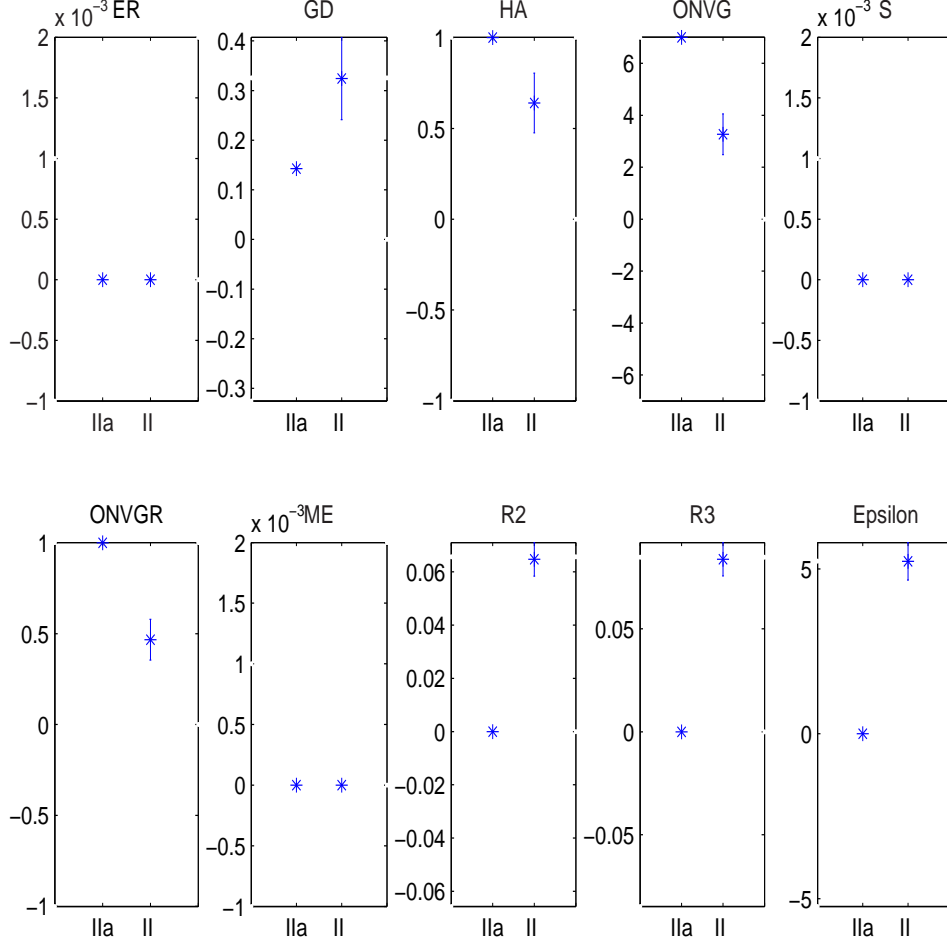 x 10⁻³ ER GD HA ONVG x 10⁻³ S
2 1.5 1 0.5 0 −0.5 −1
0.4 0.3 0.2 0.1 0 −0.1 −0.2 −0.3
1 0.5 0 0.5 −1
6 4 2 0 −2 −4 −6
2 1.5 1 0.5 0 −0.5 −1
IIa II IIa II IIa II IIa II IIa II
ONVGR x 10⁻³ ME R2 R3 Epsilon
1 0.5 0 −0.5 −1
2 1.5 1 0.5 0 −0.5 −1
0.06 0.04 0.02 0 −0.02 −0.04 −0.06
0.05 0 −0.05
5 0 −5
IIa II IIa II IIa II IIa II IIa II